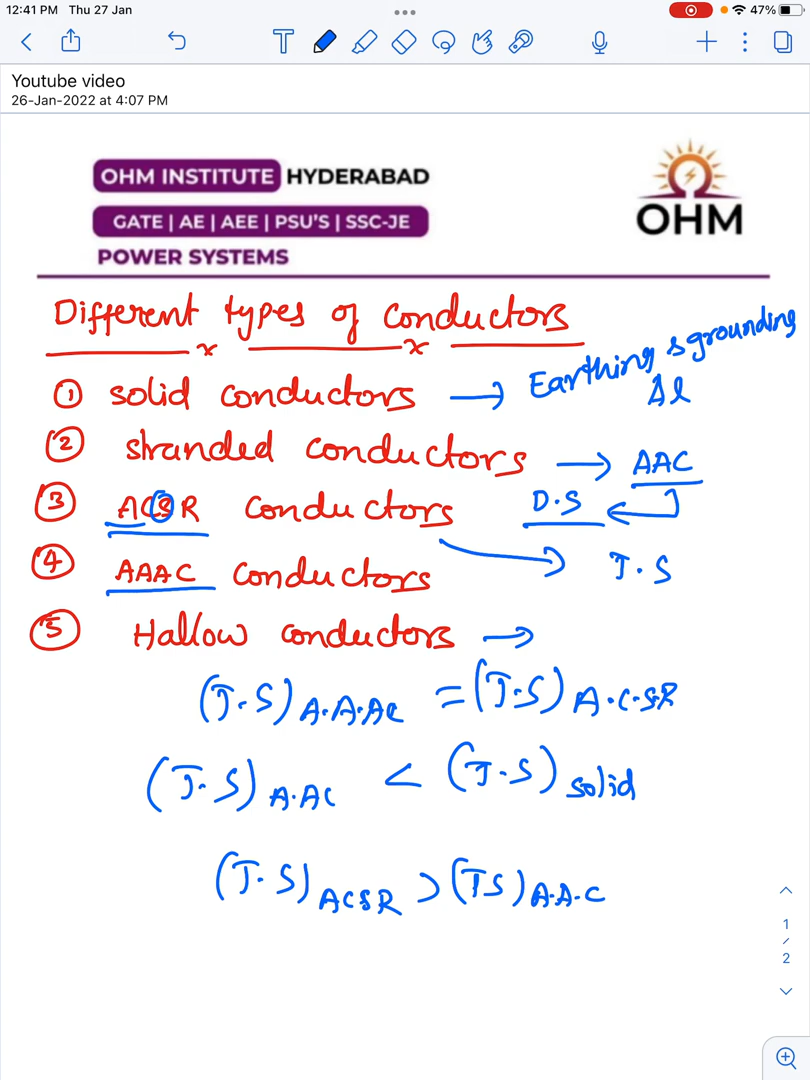 12:41 PM Thu 27 Jan 47%
Youtube video
26-Jan-2022 at 4:07 PM
OHM INSTITUTE HYDERABAD
GATE | AE | AEE | PSU'S | SSC-JE
POWER SYSTEMS
OHM
Different types of conductors
① solid conductors → Earthing & grounding
Al
② stranded conductors → AAC
③ ACSR conductors D.S
④ AAAC conductors T.S
⑤ Hallow conductors →
(T.S) A.A.AC = (T.S) A.C.S.R
(T.S) A.AC < (T.S) solid
(T.S) ACSR > (TS) A.A.C
1
/
2